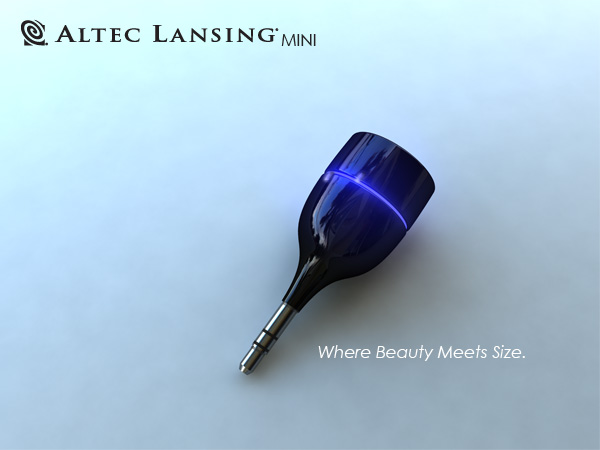 ALTEC LANSING® MINI
Where Beauty Meets Size.